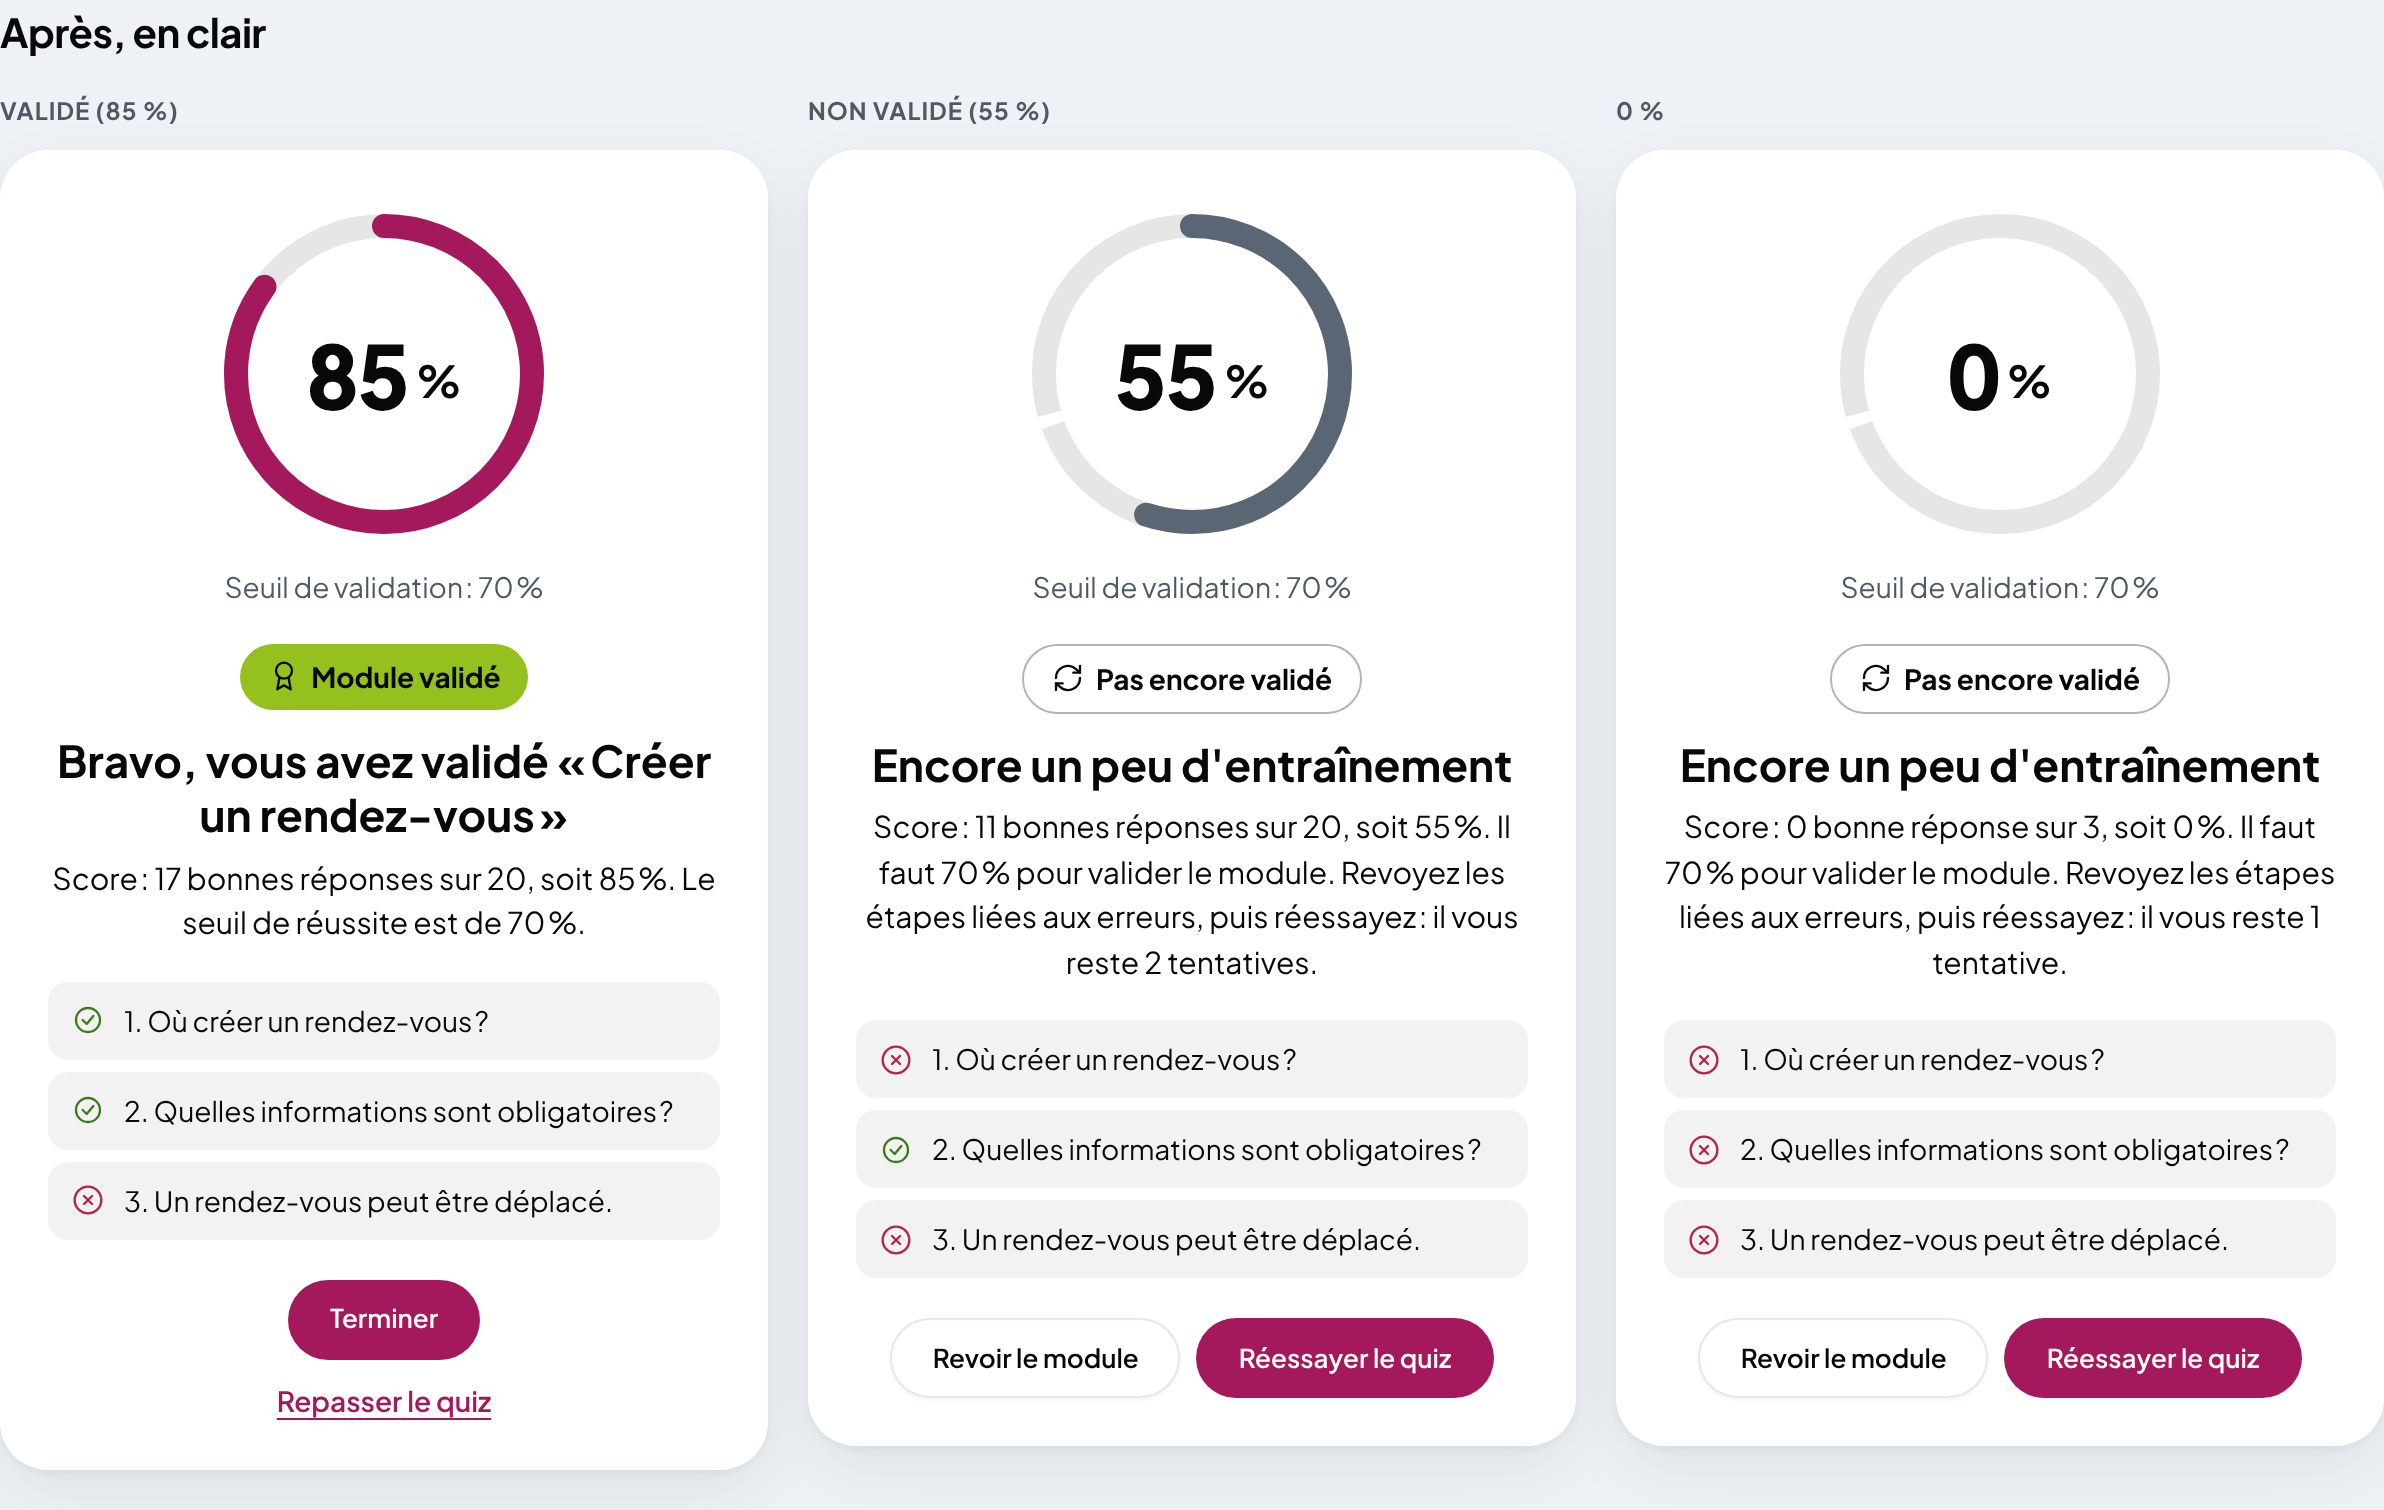 Après, en clair
VALIDÉ (85 %)
85 %
Seuil de validation : 70 %
Module validé
Bravo, vous avez validé « Créer
un rendez-vous »
Score : 17 bonnes réponses sur 20, soit 85 %. Le
seuil de réussite est de 70 %.
1. Où créer un rendez-vous ?
2. Quelles informations sont obligatoires ?
3. Un rendez-vous peut être déplacé.
Terminer
Repasser le quiz
NON VALIDÉ (55 %)
55 %
Seuil de validation : 70 %
Pas encore validé
Encore un peu d'entraînement
Score : 11 bonnes réponses sur 20, soit 55 %. Il
faut 70 % pour valider le module. Revoyez les
étapes liées aux erreurs, puis réessayez : il vous
reste 2 tentatives.
1. Où créer un rendez-vous ?
2. Quelles informations sont obligatoires ?
3. Un rendez-vous peut être déplacé.
Revoir le module
Réessayer le quiz
0 %
0 %
Seuil de validation : 70 %
Pas encore validé
Encore un peu d'entraînement
Score : 0 bonne réponse sur 3, soit 0 %. Il faut
70 % pour valider le module. Revoyez les étapes
liées aux erreurs, puis réessayez : il vous reste 1
tentative.
1. Où créer un rendez-vous ?
2. Quelles informations sont obligatoires ?
3. Un rendez-vous peut être déplacé.
Revoir le module
Réessayer le quiz